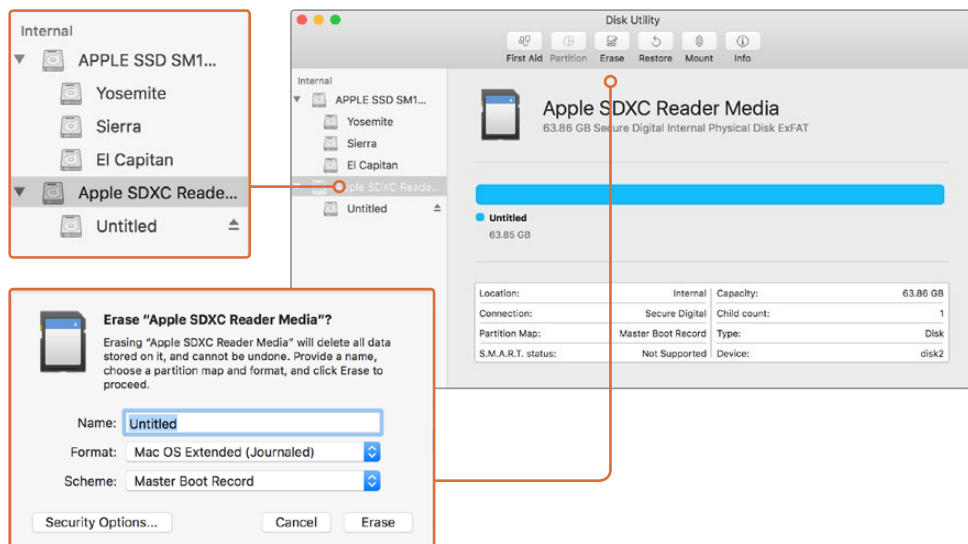 Internal
APPLE SSD SM1...
Yosemite
Sierra
El Capitan
Apple SDXC Reade...
Untitled
Disk Utility
First Aid Partition Erase Restore Mount Info
Internal
APPLE SSD SM1...
Yosemite
Sierra
El Capitan
ple SDXC Reade...
Untitled
Apple SDXC Reader Media
63.86 GB Secure Digital Internal Physical Disk ExFAT
Untitled
63.85 GB
Location: Internal Capacity: 63.86 GB
Connection: Secure Digital Child count: 1
Partition Map: Master Boot Record Type: Disk
S.M.A.R.T. status: Not Supported Device: disk2
Erase “Apple SDXC Reader Media”?
Erasing “Apple SDXC Reader Media” will delete all data
stored on it, and cannot be undone. Provide a name,
choose a partition map and format, and click Erase to
proceed.
Name: Untitled
Format: Mac OS Extended (Journaled)
Scheme: Master Boot Record
Security Options... Cancel Erase